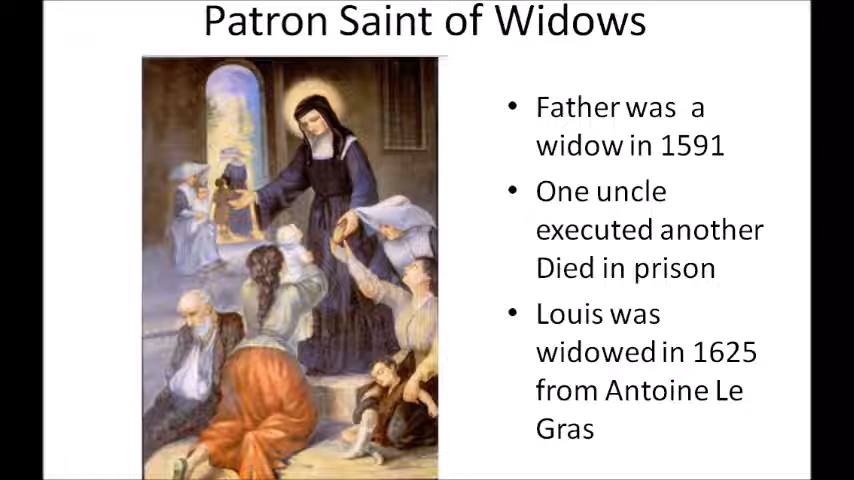 Patron Saint of Widows
• Father was a
widow in 1591
• One uncle
executed another
Died in prison
• Louis was
widowed in 1625
from Antoine Le
Gras